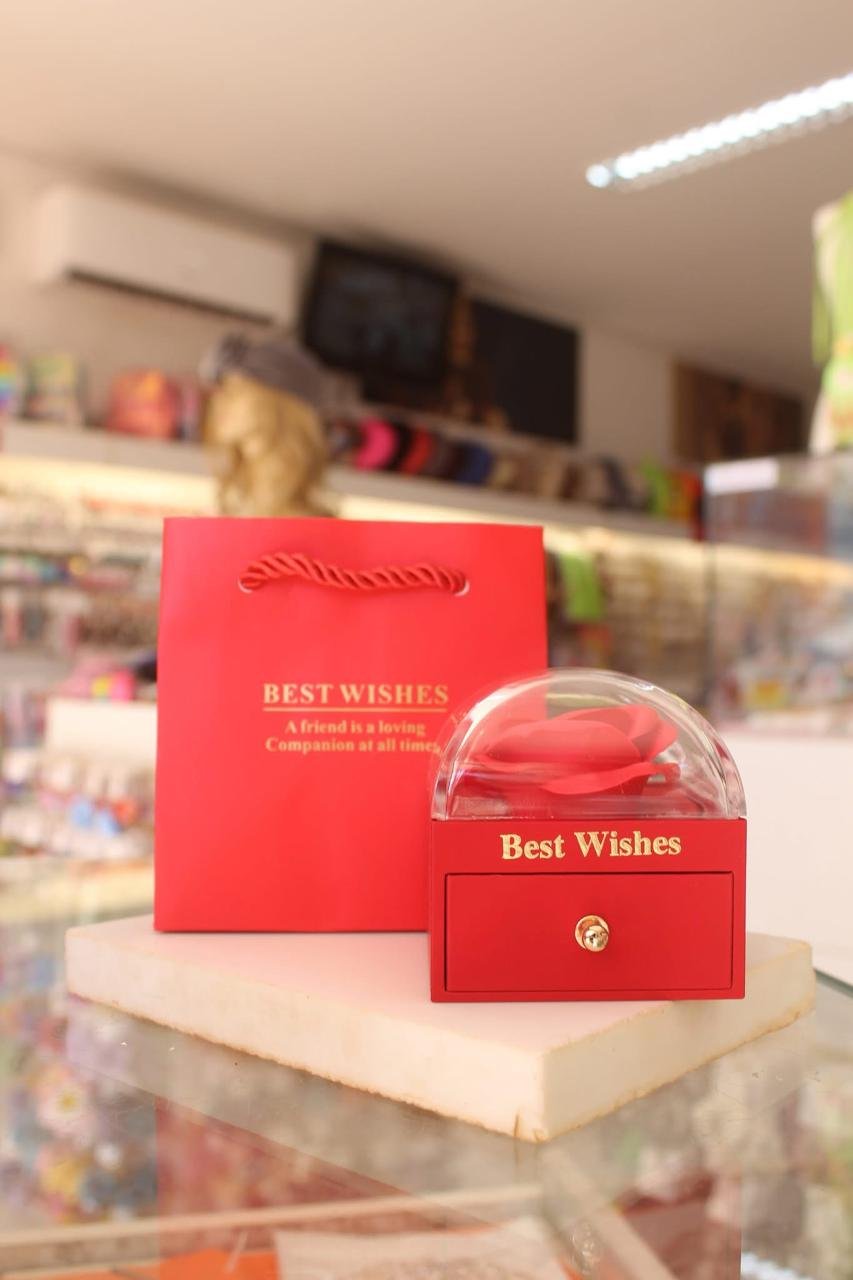 BEST WISHES
A friend is a loving
Companion at all times
Best Wishes